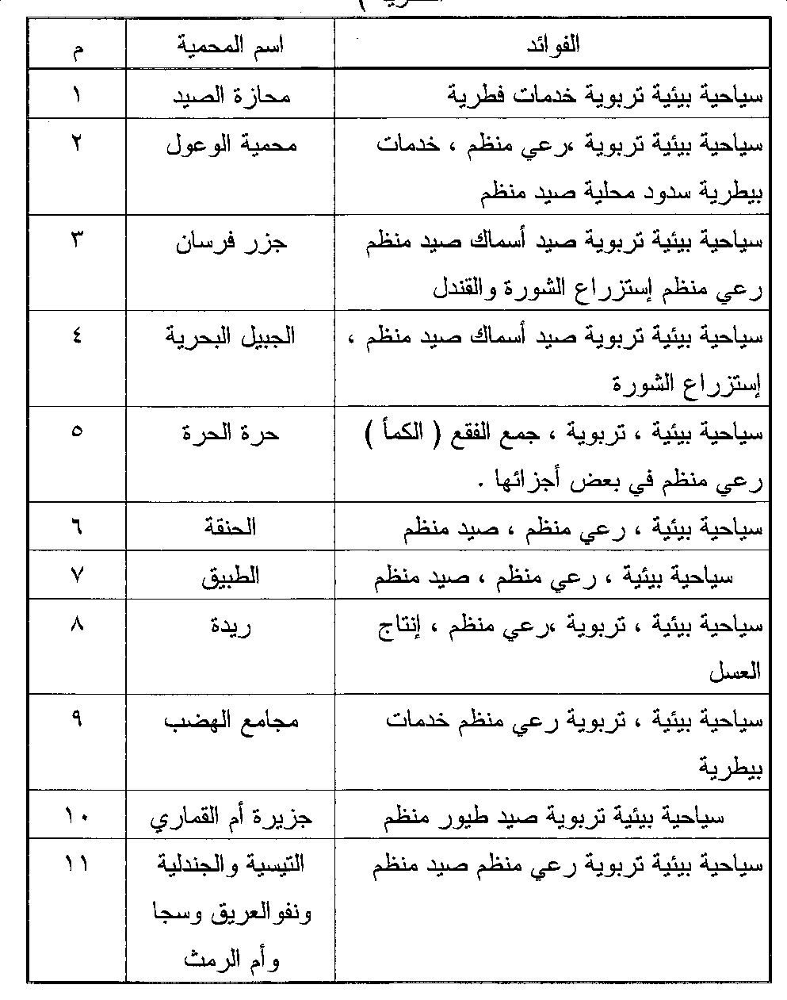 م اسم المحمية الفوائد
١ محازة الصيد سياحية بيئية تربوية خدمات فطرية
٢ محمية الوعول سياحية بيئية تربوية ،رعي منظم ، خدمات
بيطرية سدود محلية صيد منظم
٣ جزر فرسان سياحية بيئية تربوية صيد أسماك صيد منظم
رعي منظم إستزراع الشورة والقندل
٤ الجبيل البحرية سياحية بيئية تربوية صيد أسماك صيد منظم ،
إستزراع الشورة
٥ حرة الحرة سياحية بيئية ، تربوية ، جمع الفقع ( الكمأ )
رعي منظم في بعض أجزائها .
٦ الحنقة سياحية بيئية ، رعي منظم ، صيد منظم
٧ الطبيق سياحية بيئية ، رعي منظم ، صيد منظم
٨ ريدة سياحية بيئية ، تربوية ،رعي منظم ، إنتاج
العسل
٩ مجامع الهضب سياحية بيئية ، تربوية رعي منظم خدمات
بيطرية
١٠ جزيرة أم القماري سياحية بيئية تربوية صيد طيور منظم
١١ التيسية والجندلية سياحية بيئية تربوية رعي منظم صيد منظم
ونفوالعريق وسجا
وأم الرمث